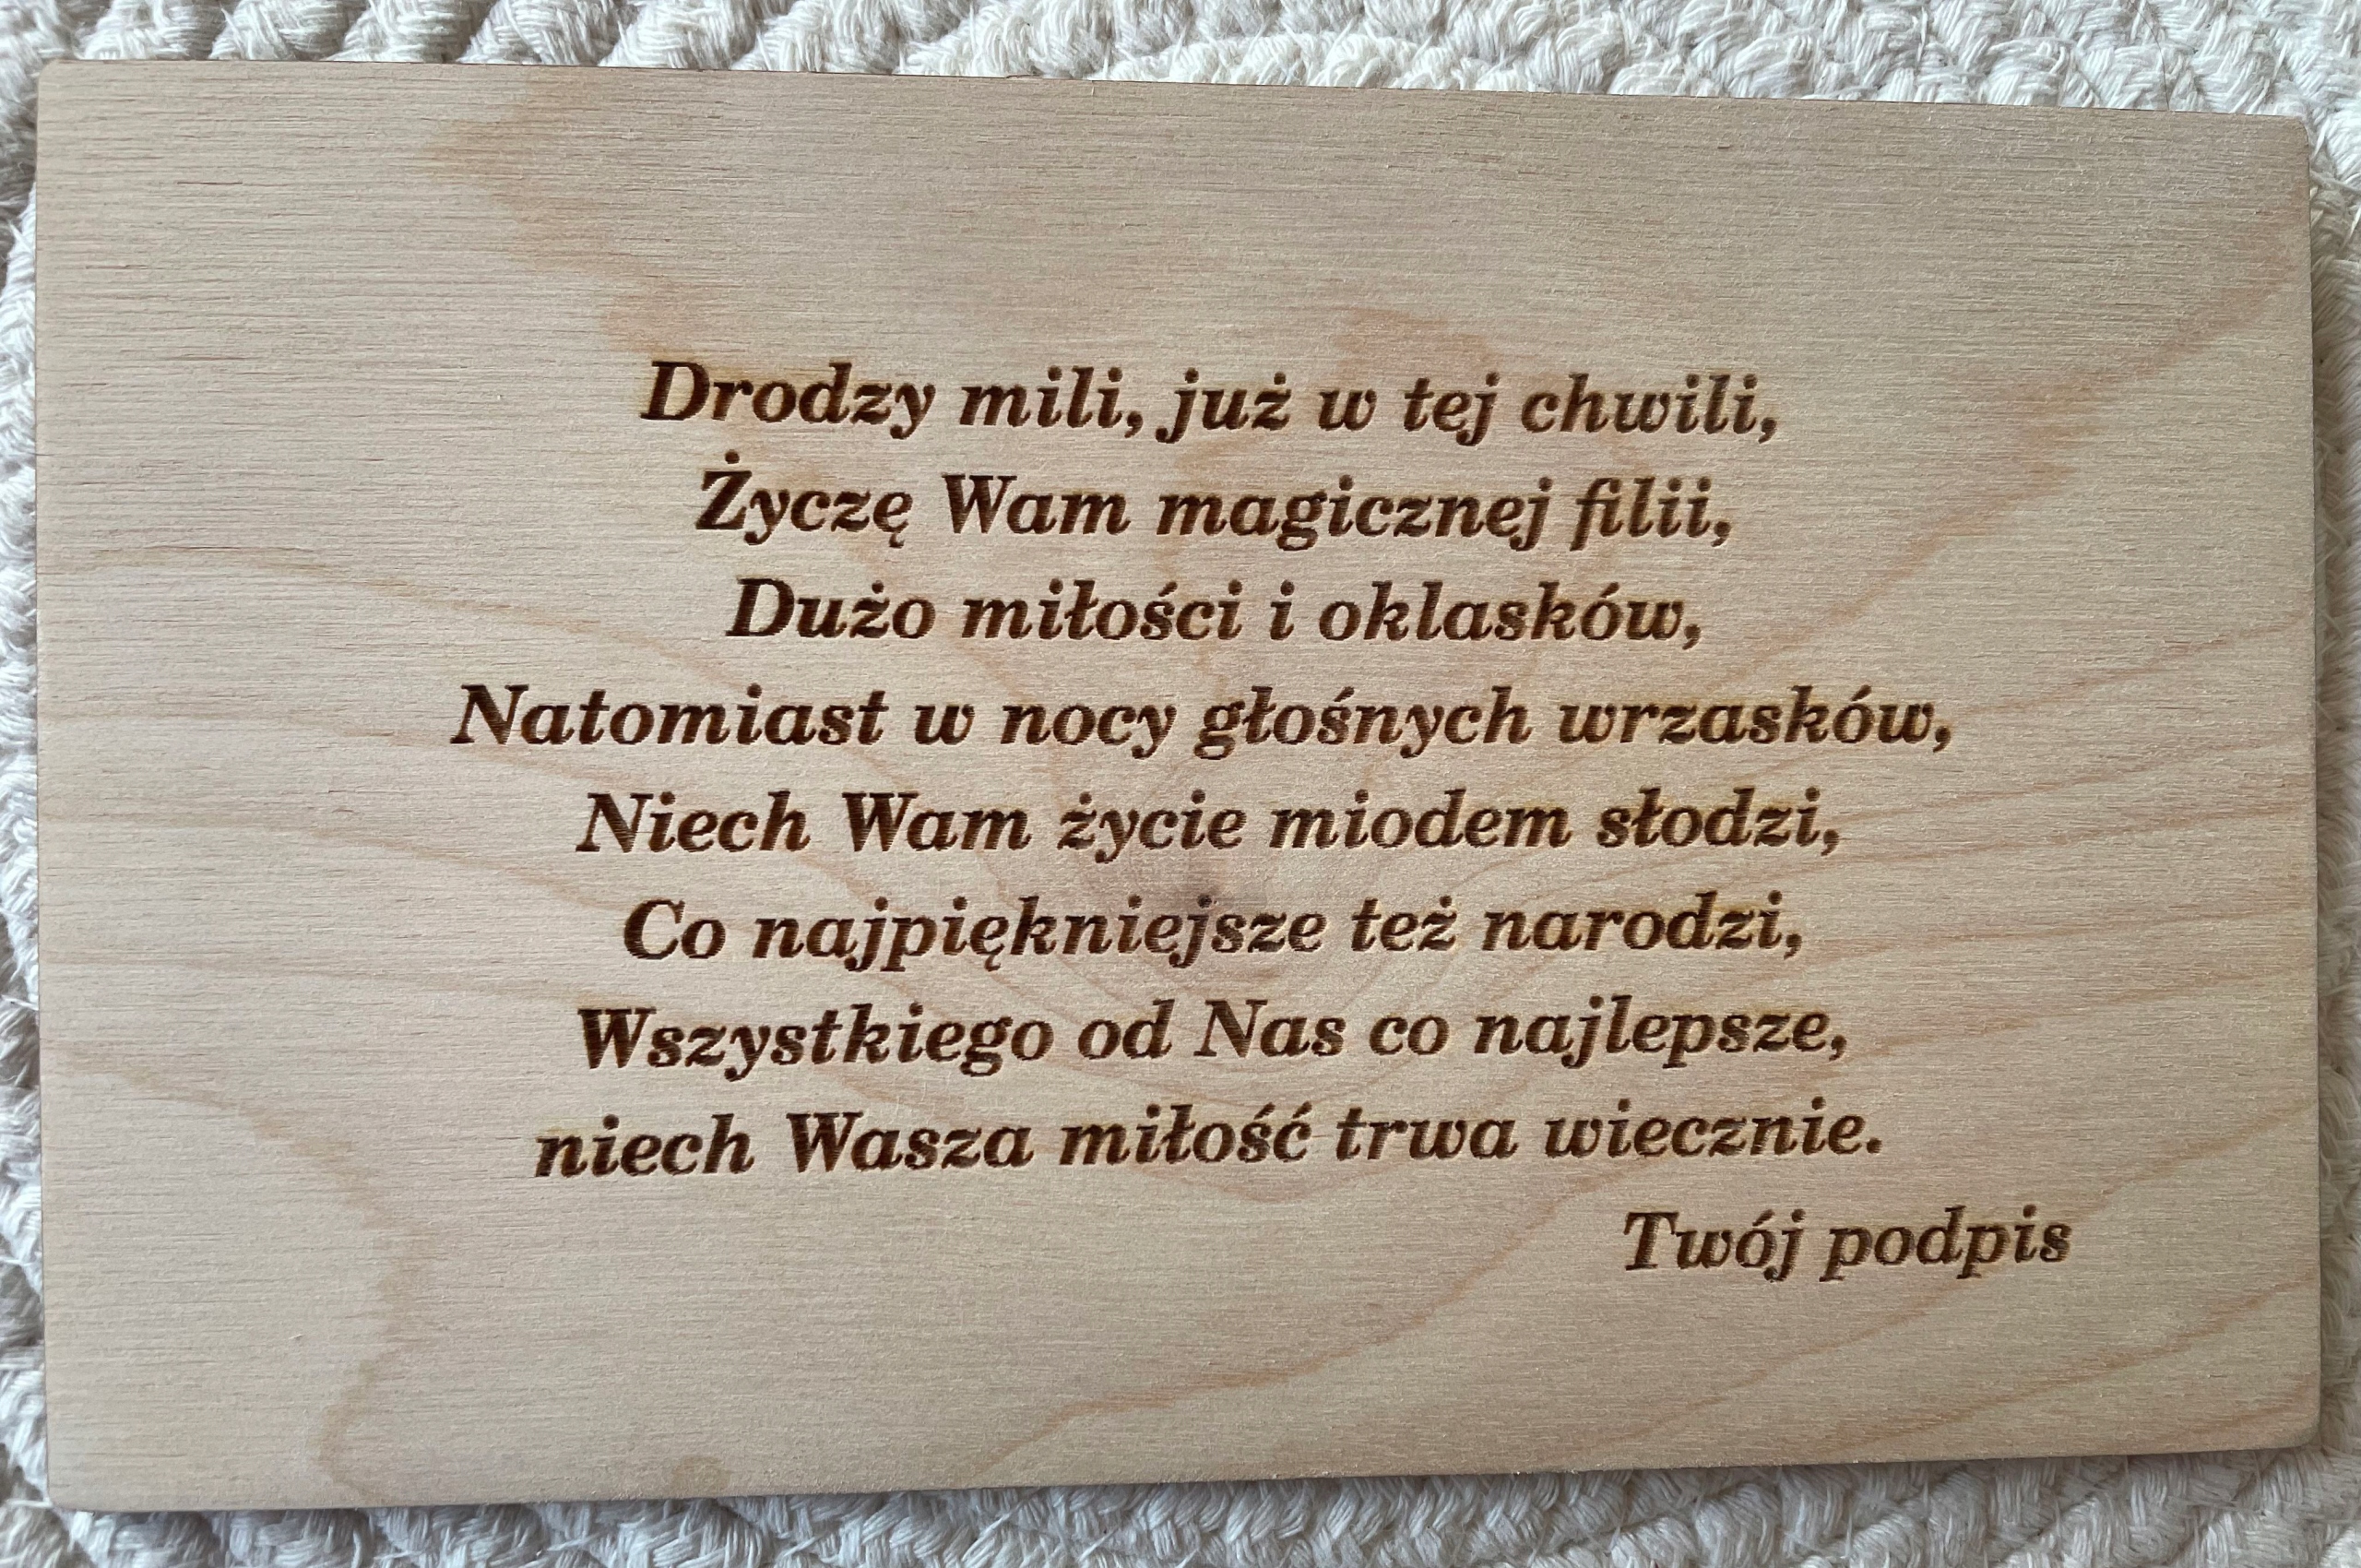 Drodzy mili, już w tej chwili,
Życzę Wam magicznej filii,
Dużo miłości i oklasków,
Natomiast w nocy głośnych wrzasków,
Niech Wam życie miodem słodzi,
Co najpiękniejsze też narodzi,
Wszystkiego od Nas co najlepsze,
niech Wasza miłość trwa wiecznie.
Twój podpis